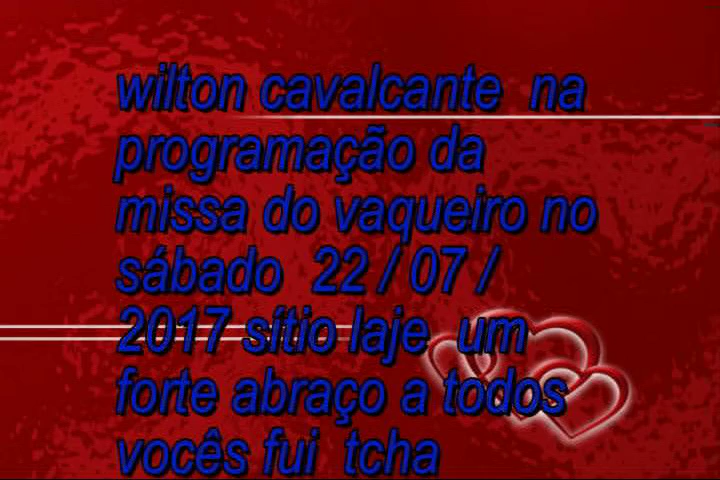 wilton cavalcante na
programação da
missa do vaqueiro no
sábado 22 / 07 /
2017 sítio laje um
forte abraço a todos
vocês fui tcha